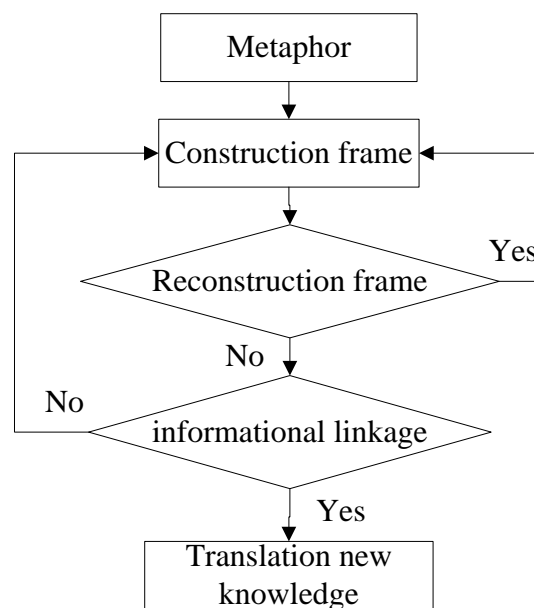 Metaphor
Construction frame
Yes
Reconstruction frame
No
No
informational linkage
Yes
Translation new
knowledge